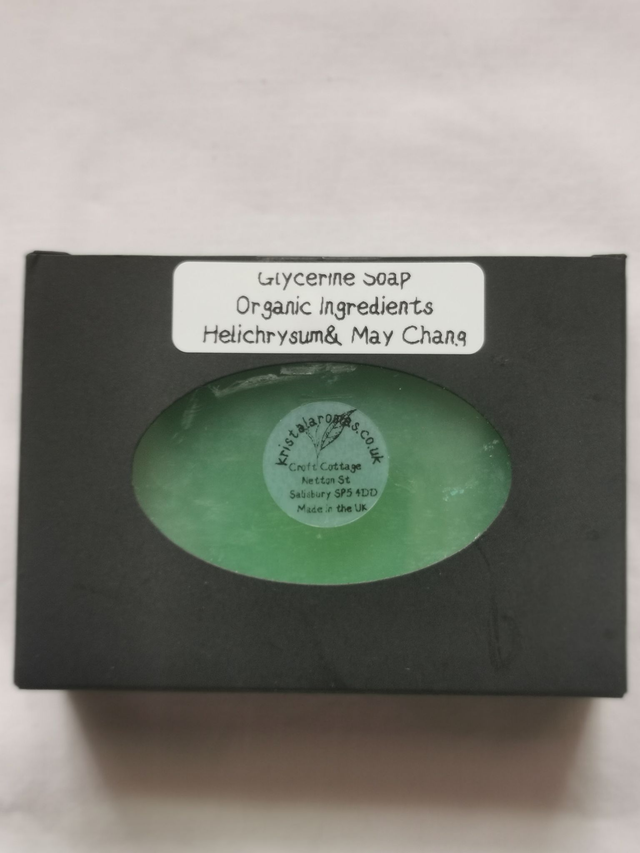 Glycerine Soap
Organic Ingredients
Helichrysum& May Chang
kristalaromas.co.uk
Croft Cottage
Netton St
Salisbury SP5 4DD
Made in the UK